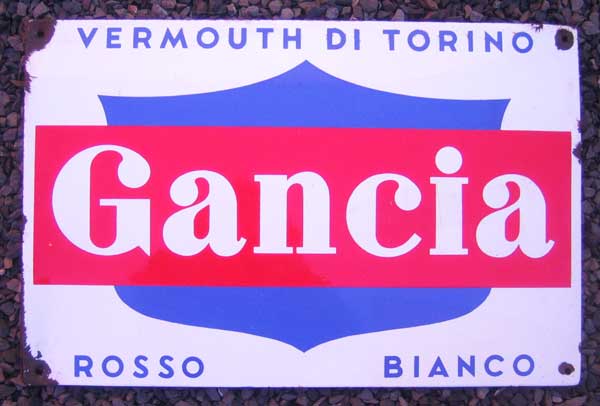 VERMOUTH DI TORINO
Gancia
ROSSO BIANCO